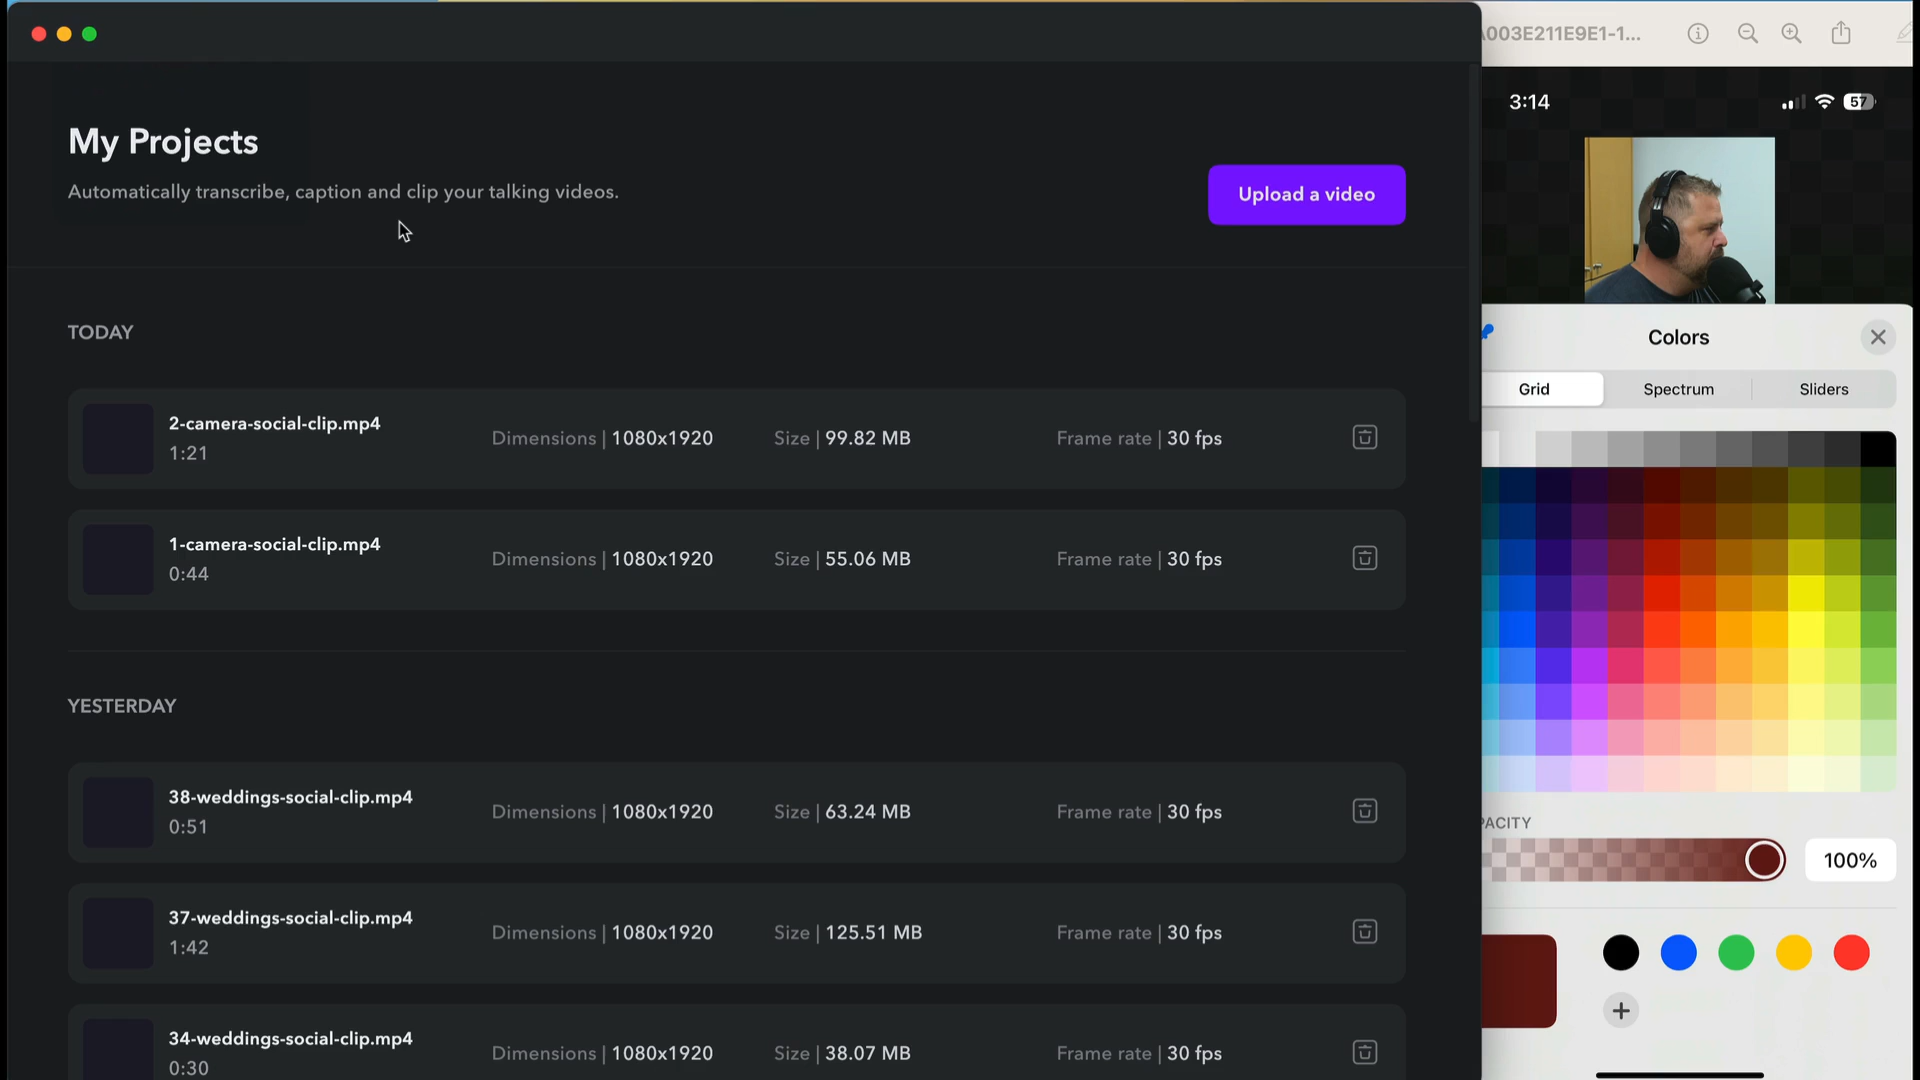 My Projects
Automatically transcribe, caption and clip your talking videos.
Upload a video
TODAY
2-camera-social-clip.mp4
1:21
Dimensions | 1080x1920
Size | 99.82 MB
Frame rate | 30 fps
1-camera-social-clip.mp4
0:44
Dimensions | 1080x1920
Size | 55.06 MB
Frame rate | 30 fps
YESTERDAY
38-weddings-social-clip.mp4
0:51
Dimensions | 1080x1920
Size | 63.24 MB
Frame rate | 30 fps
37-weddings-social-clip.mp4
1:42
Dimensions | 1080x1920
Size | 125.51 MB
Frame rate | 30 fps
34-weddings-social-clip.mp4
0:30
Dimensions | 1080x1920
Size | 38.07 MB
Frame rate | 30 fps
003E211E9E1-1...
3:14
57
Colors
Grid
Spectrum
Sliders
PACITY
100%